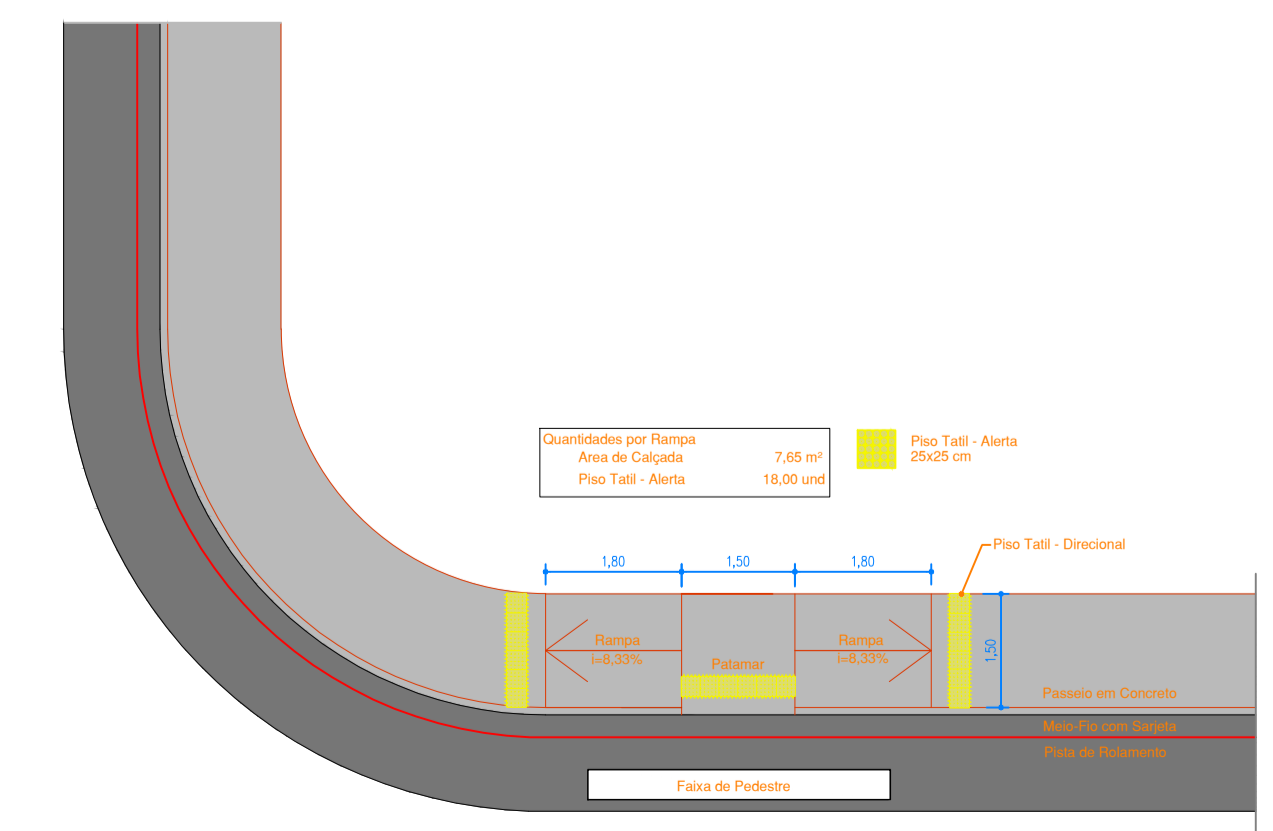 Quantidades por Rampa
Area de Calçada 7,65 m²
Piso Tatil - Alerta 18,00 und
Piso Tatil - Alerta
25x25 cm
Piso Tatil - Direcional
1,80
1,50
1,80
Rampa
i=8,33%
Patamar
Rampa
i=8,33%
1,50
Passeio em Concreto
Meio-Fio com Sarjeta
Pista de Rolamento
Faixa de Pedestre